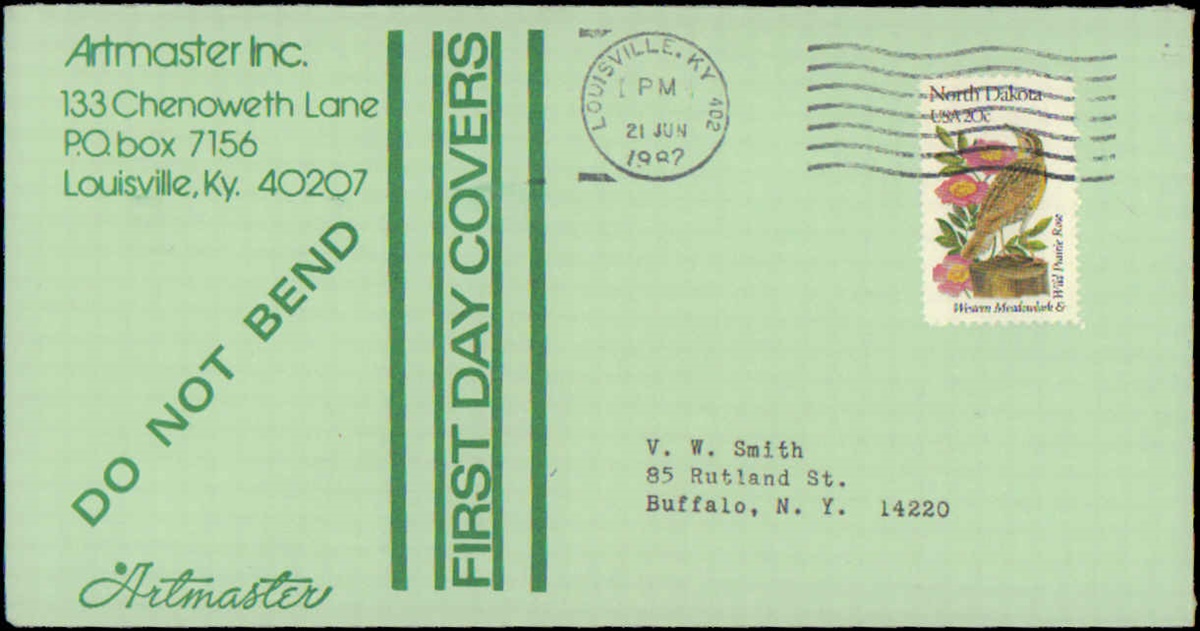 Artmaster Inc.
133 Chenoweth Lane
P.O. box 7156
Louisville, Ky. 40207
DO NOT BEND
Artmaster
FIRST DAY COVERS
LOUISVILLE, KY 402
PM
21 JUN
1982
North Dakota
USA 20c
Western Meadowlark &
Wild Prairie Rose
V. W. Smith
85 Rutland St.
Buffalo, N. Y. 14220